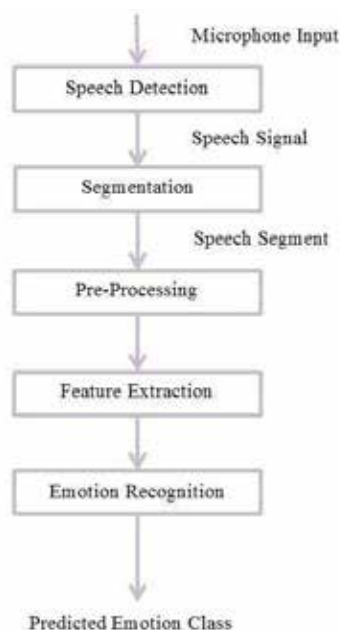 Microphone Input
Speech Detection
Speech Signal
Segmentation
Speech Segment
Pre-Processing
Feature Extraction
Emotion Recognition
Predicted Emotion Class